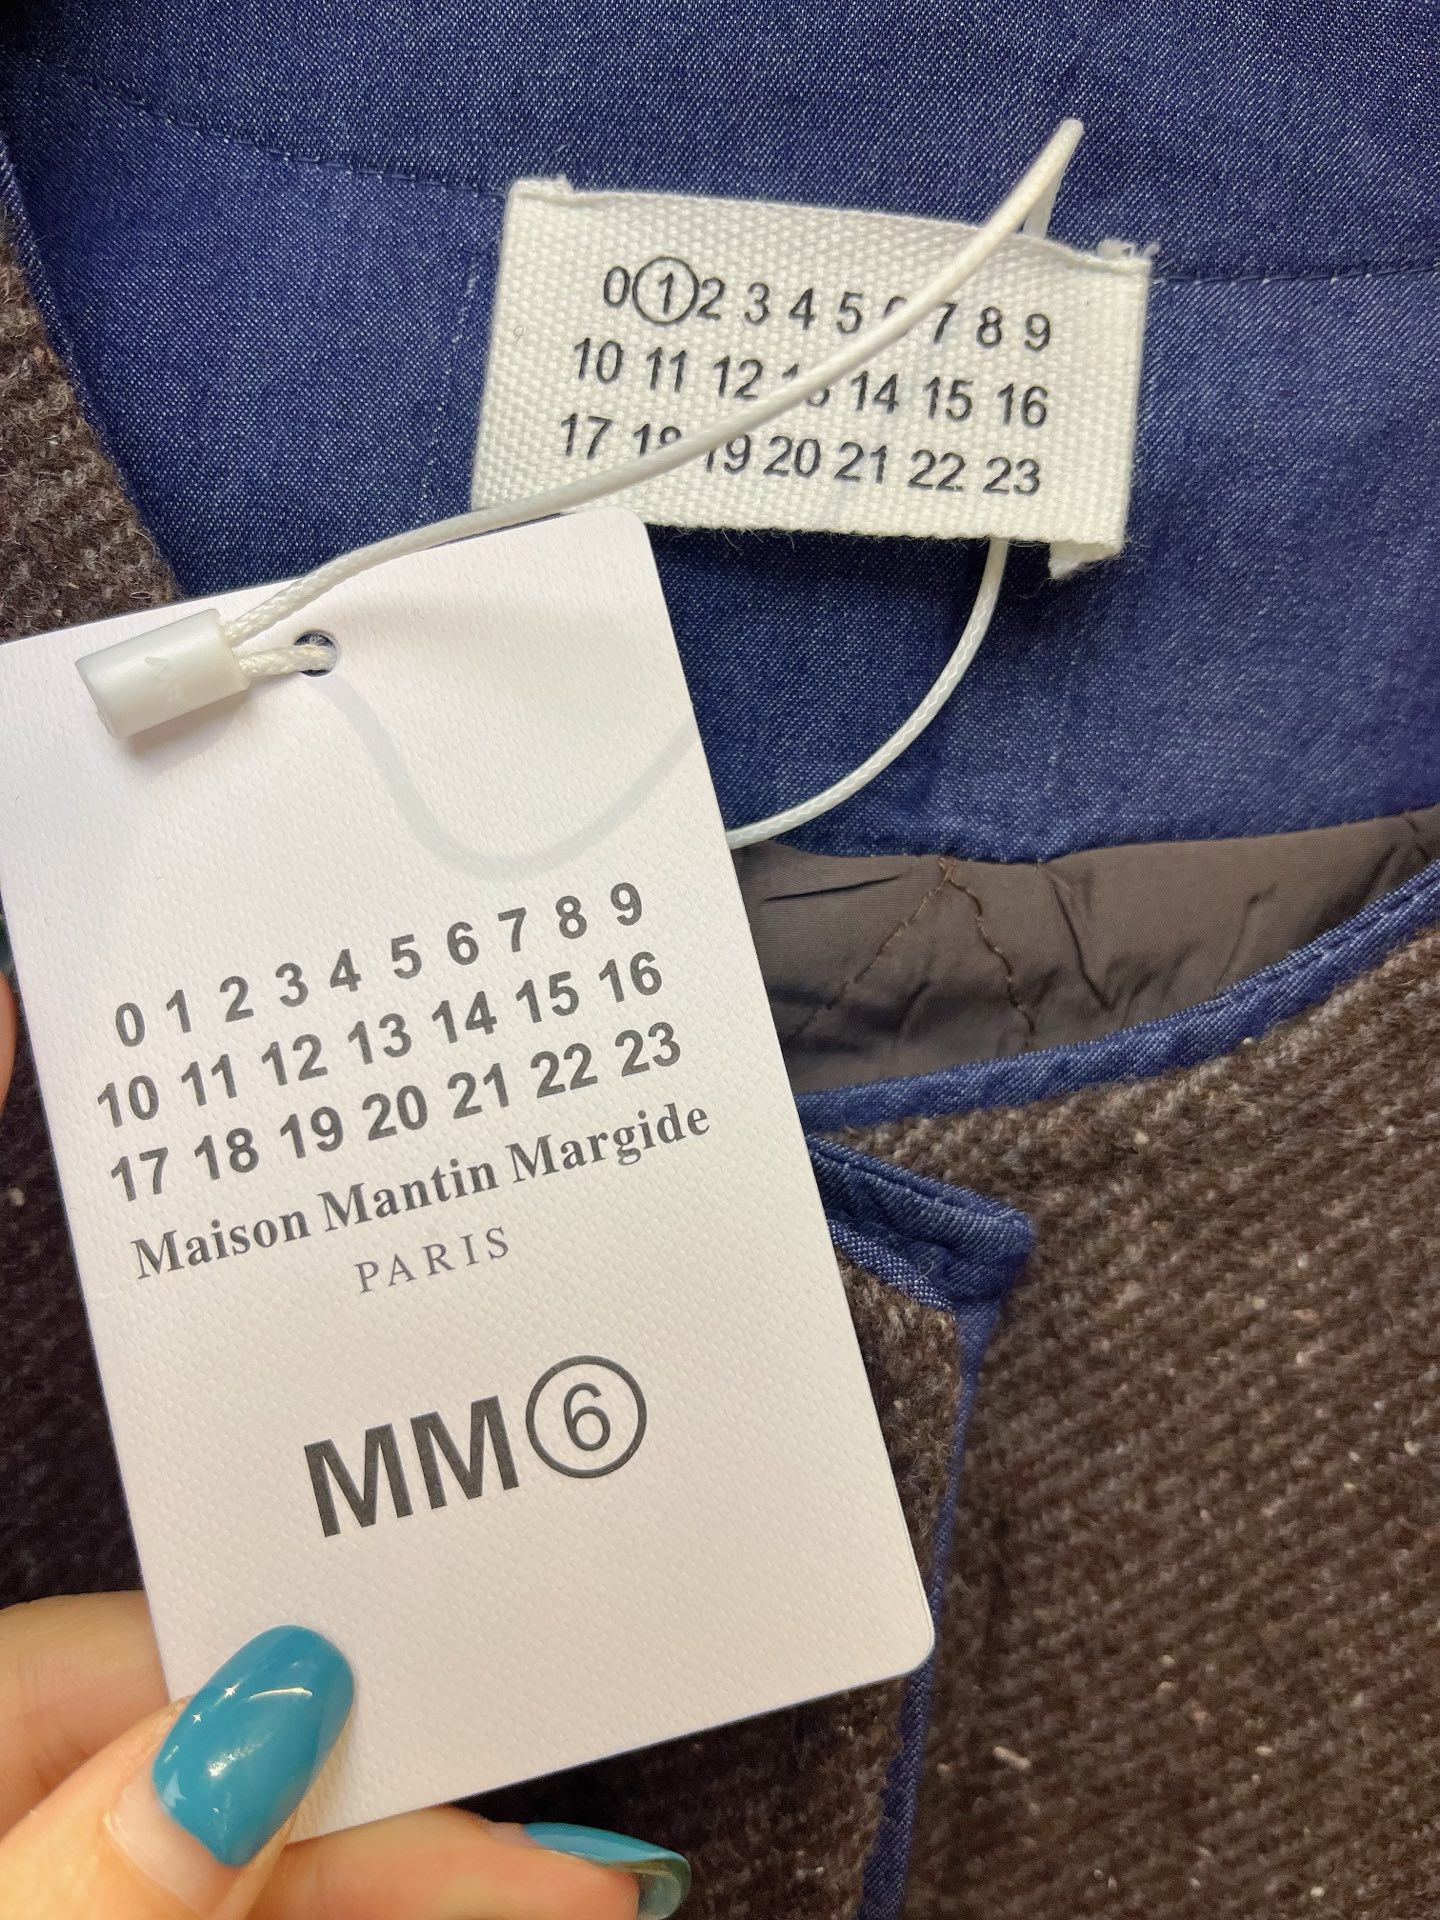 0 1 2 3 4 5 7 8 9
10 11 12 14 15 16
17 19 20 21 22 23
0 1 2 3 4 5 6 7 8 9
10 11 12 13 14 15 16
17 18 19 20 21 22 23
Maison Mantin Margide
PARIS
MM6